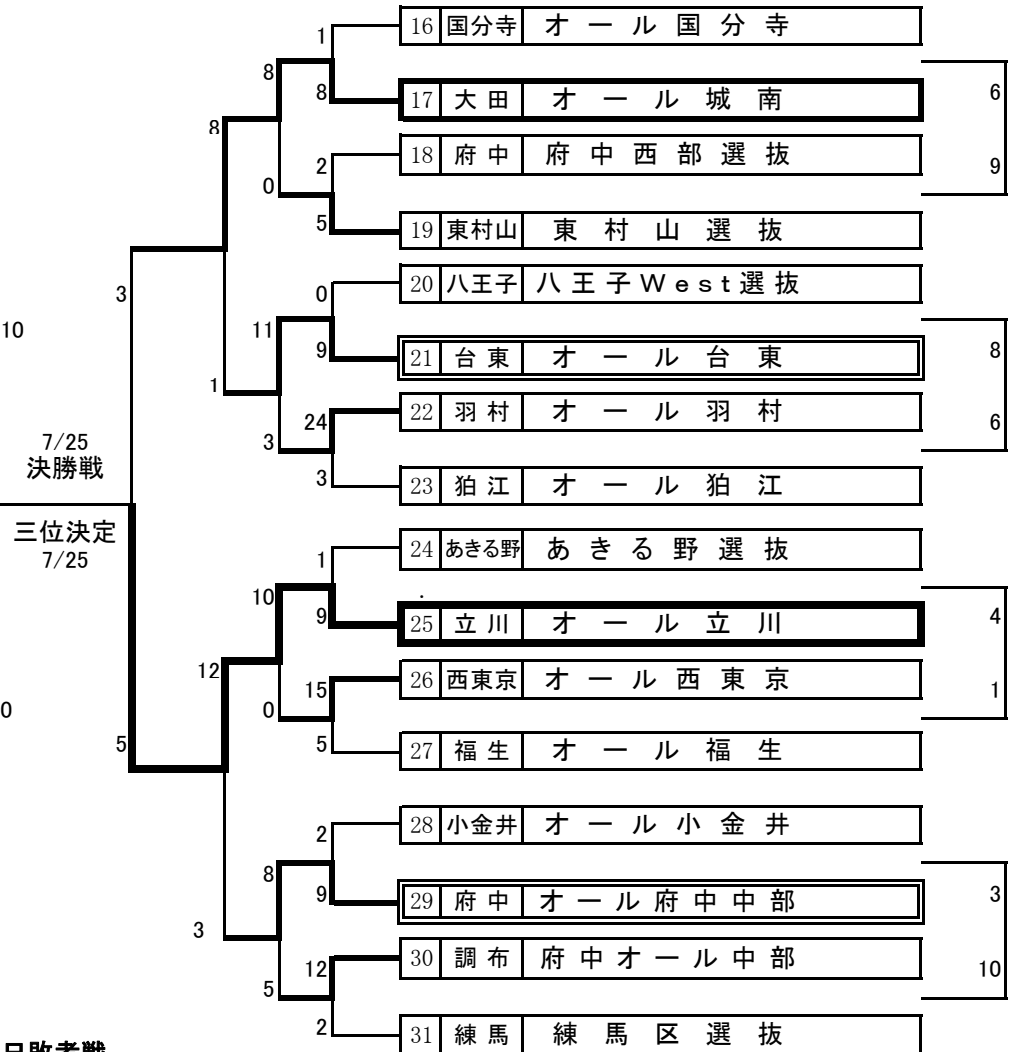 16 国分寺 オール国分寺
1
8
8
17 大田 オール城南
6
8
18 府中 府中西部選抜
2
9
0
5
19 東村山 東村山選抜
20 八王子 八王子West選抜
3
0
10
11
9
21 台東 オール台東
8
1
22 羽村 オール羽村
24
6
3
7/25
決勝戦
3
23 狛江 オール狛江
三位決定
7/25
24 あきる野 あきる野選抜
1
10
9
25 立川 オール立川
4
12
26 西東京 オール西東京
15
1
0
0
5
5
27 福生 オール福生
28 小金井 オール小金井
2
8
9
29 府中 オール府中中部
3
3
30 調布 府中オール中部
12
10
5
2
31 練馬 練馬区選抜